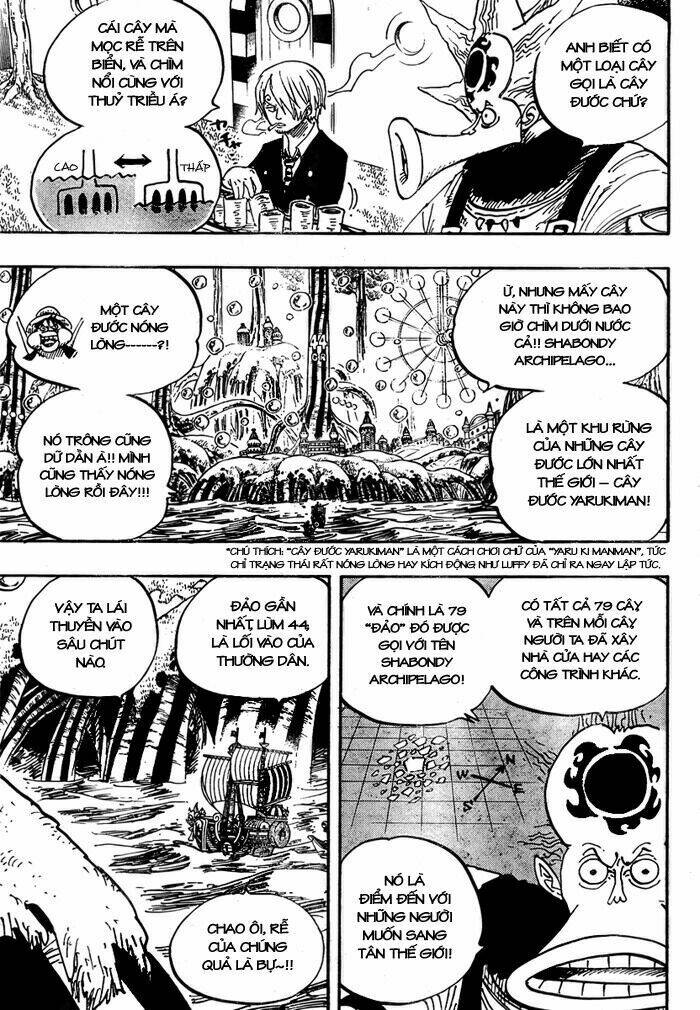 ANH BIẾT CÓ
MỘT LOẠI CÂY
GỌI LÀ CÂY
ĐƯỚC CHỨ?
CÁI CÂY MÀ
MỌC RỄ TRÊN
BIỂN, VÀ CHÌM
NỔI CÙNG VỚI
THUỶ TRIỀU Á?
CAO
THẤP
Ừ, NHƯNG MẤY CÂY
NÀY THÌ KHÔNG BAO
GIỜ CHÌM DƯỚI NƯỚC
CẢ!! SHABONDY
ARCHIPELAGO...
LÀ MỘT KHU RỪNG
CỦA NHỮNG CÂY
ĐƯỚC LỚN NHẤT
THẾ GIỚI – CÂY
ĐƯỚC YARUKIMAN!
44
MỘT CÂY
ĐƯỚC NÓNG
LÒNG------?!
NÓ TRÔNG CŨNG
DỮ DẰN À!! MÌNH
CŨNG THẤY NÓNG
LÒNG RỒI ĐÂY!!!
*CHÚ THÍCH: "CÂY ĐƯỚC YARUKIMAN" LÀ MỘT CÁCH CHƠI CHỮ CỦA "YARU KI MANMAN", TỨC
CHỈ TRẠNG THÁI RẤT NÓNG LÒNG HAY KÍCH ĐỘNG NHƯ LUFFY ĐÃ CHỈ RA NGAY LẬP TỨC.
CÓ TẤT CẢ 79 CÂY,
VÀ TRÊN MỖI CÂY,
NGƯỜI TA ĐÃ XÂY
NHÀ CỬA HAY CÁC
CÔNG TRÌNH KHÁC.
VÀ CHÍNH LÀ 79
"ĐẢO" ĐÓ ĐƯỢC
GỌI VỚI TÊN
SHABONDY
ARCHIPELAGO!
N
W
E
S
NÓ LÀ
ĐIỂM ĐẾN VỚI
NHỮNG NGƯỜI
MUỐN SANG
TÂN THẾ GIỚI!
ĐẢO GẦN
NHẤT, LÙM 44,
LÀ LỐI VÀO CỦA
THƯỜNG DÂN.
VẬY TA LÁI
THUYỀN VÀO
SÂU CHÚT
NÀO.
CHAO ÔI, RỄ
CỦA CHÚNG
QUẢ LÀ BỰ~!!